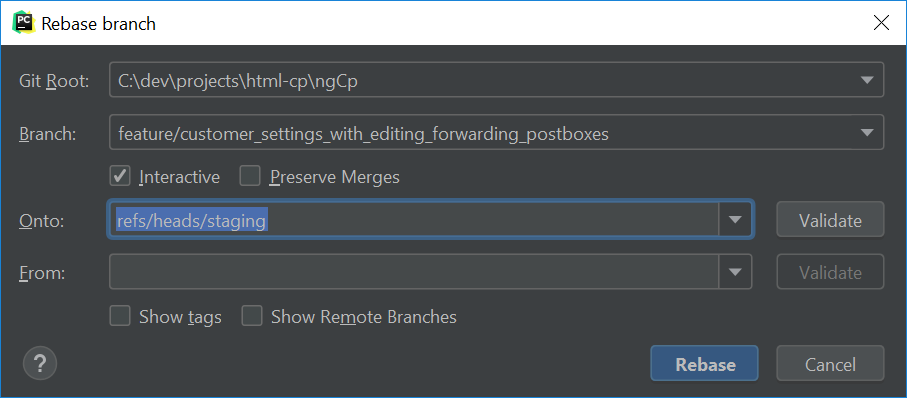 PC Rebase branch
Git Root: C:\dev\projects\html-cp\ngCp
Branch: feature/customer_settings_with_editing_forwarding_postboxes
Interactive Preserve Merges
Onto: refs/heads/staging Validate
From: Validate
Show tags Show Remote Branches
? Rebase Cancel